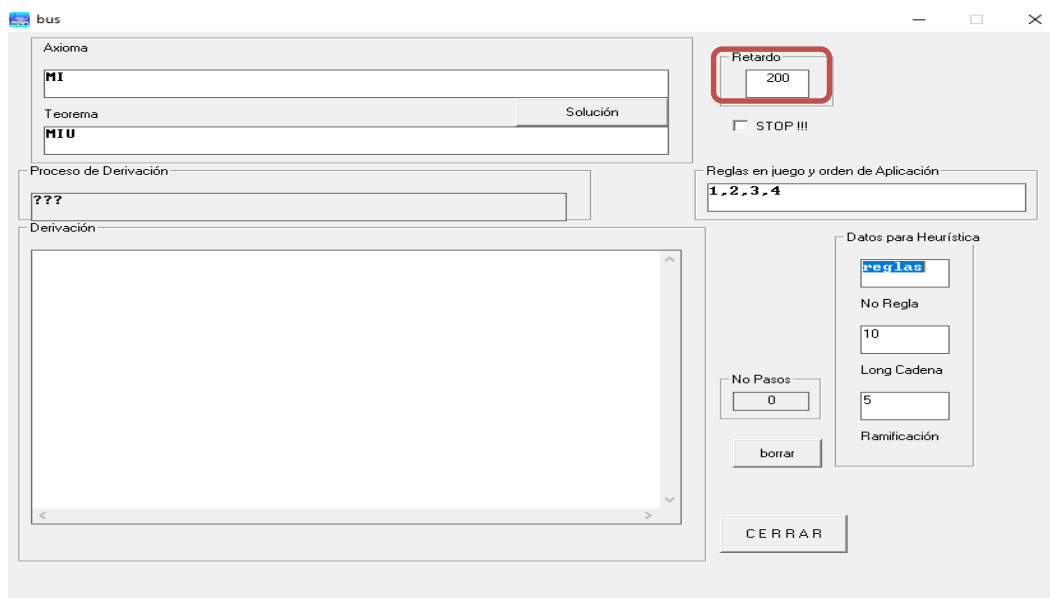 bus
Axioma
MI
Teorema
Solución
MIU
Retardo
200
STOP !!!
Proceso de Derivación
???
Reglas en juego y orden de Aplicación
1,2,3,4
Derivación
Datos para Heurística
reglas
No Regla
10
Long Cadena
5
Ramificación
No Pasos
0
borrar
CERRAR